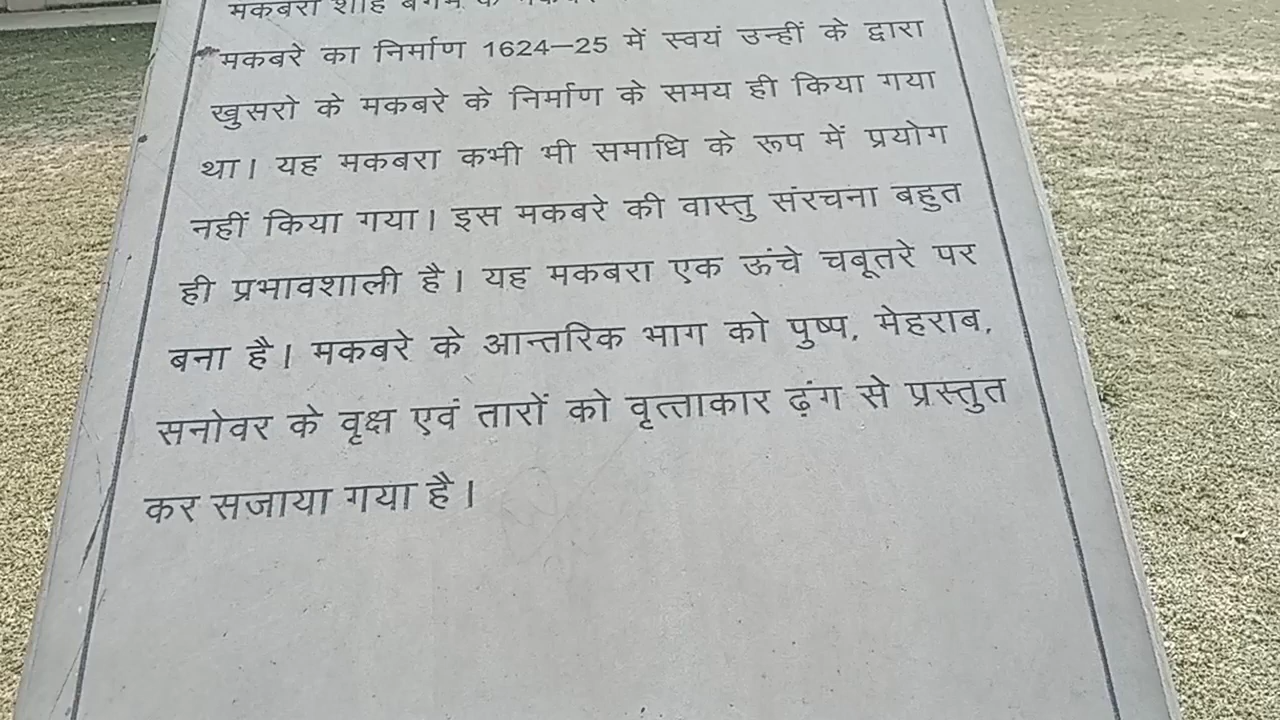 मकबरा शाह बेगम के
मकबरे का निर्माण 1624–25 में स्वयं उन्हीं के द्वारा
खुसरो के मकबरे के निर्माण के समय ही किया गया
था। यह मकबरा कभी भी समाधि के रूप में प्रयोग
नहीं किया गया। इस मकबरे की वास्तु संरचना बहुत
ही प्रभावशाली है। यह मकबरा एक ऊंचे चबूतरे पर
बना है। मकबरे के आन्तरिक भाग को पुष्प, मेहराब,
सनोवर के वृक्ष एवं तारों को वृत्ताकार ढ़ंग से प्रस्तुत
कर सजाया गया है।